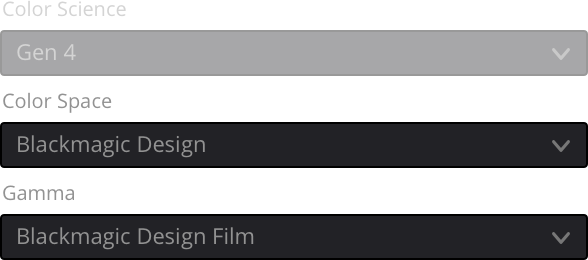 Color Science
Gen 4
Color Space
Blackmagic Design
Gamma
Blackmagic Design Film